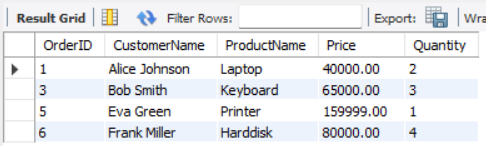 Result Grid Filter Rows: Export: Wra
OrderID CustomerName ProductName Price Quantity
1 Alice Johnson Laptop 40000.00 2
3 Bob Smith Keyboard 65000.00 3
5 Eva Green Printer 159999.00 1
6 Frank Miller Harddisk 80000.00 4